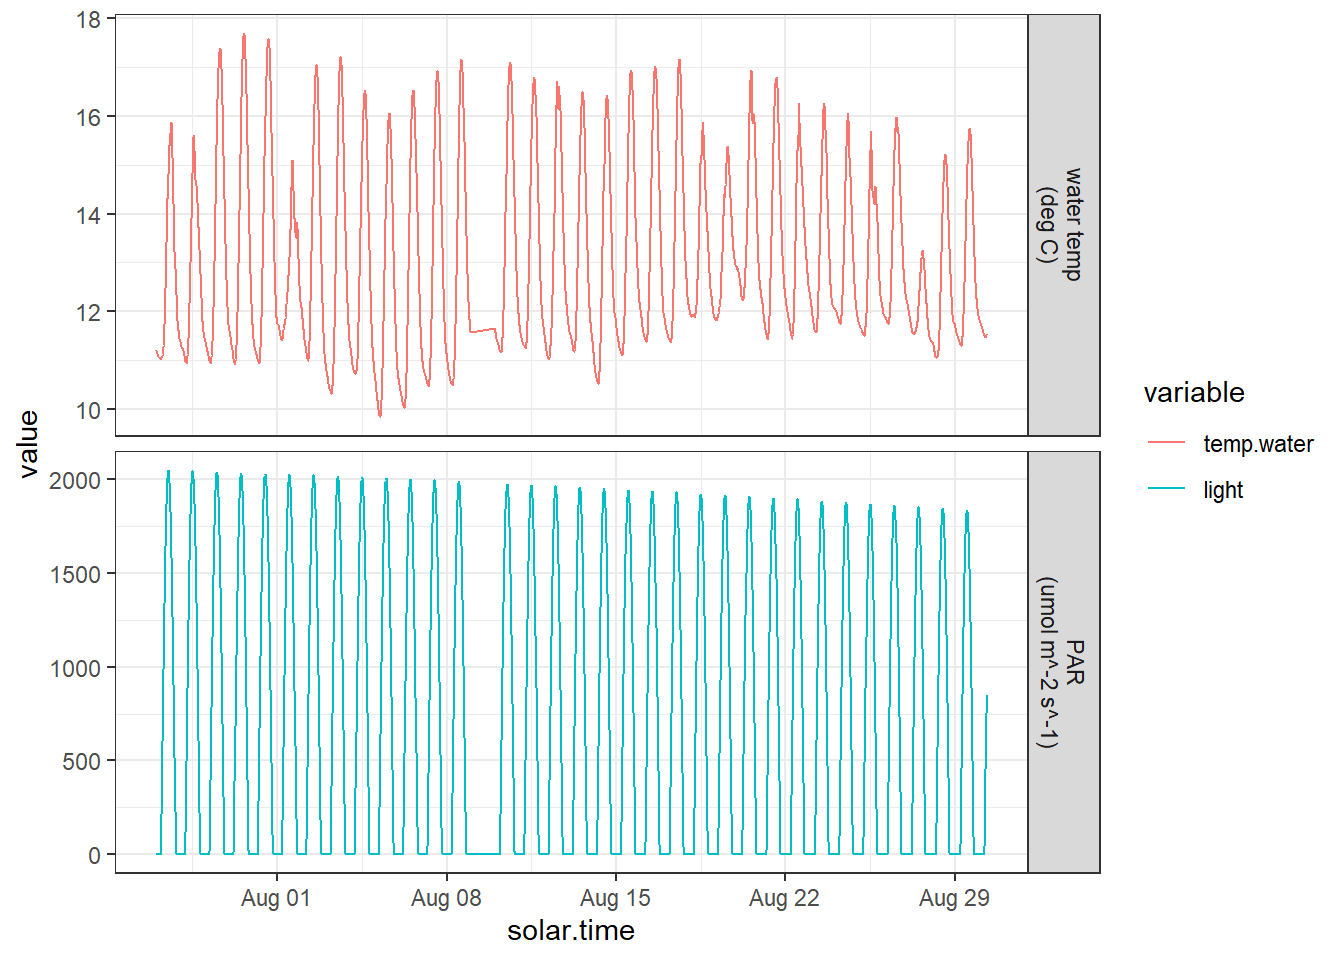 value
18
16
14
12
10
water temp
(deg C)
2000
1500
1000
500
0
PAR
(umol m^-2 s^-1)
Aug 01
Aug 08
Aug 15
Aug 22
Aug 29
solar.time
variable
temp.water
light